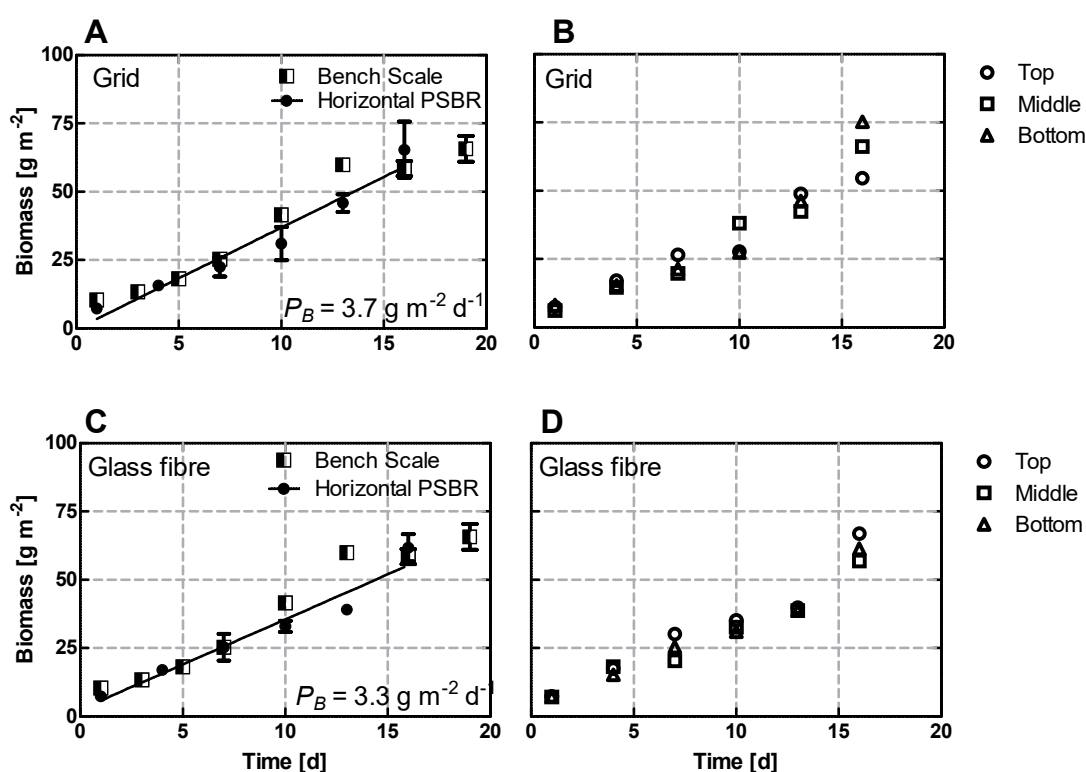 A
B
100
75
50
25
0
Biomass [g m-2]
Grid
Bench Scale
Horizontal PSBR
PB = 3.7 g m-2 d-1
0 5 10 15 20
Grid
0 5 10 15 20
Top
Middle
Bottom
C
D
100
75
50
25
0
Biomass [g m-2]
Glass fibre
Bench Scale
Horizontal PSBR
PB = 3.3 g m-2 d-1
0 5 10 15 20
Time [d]
Glass fibre
0 5 10 15 20
Time [d]
Top
Middle
Bottom